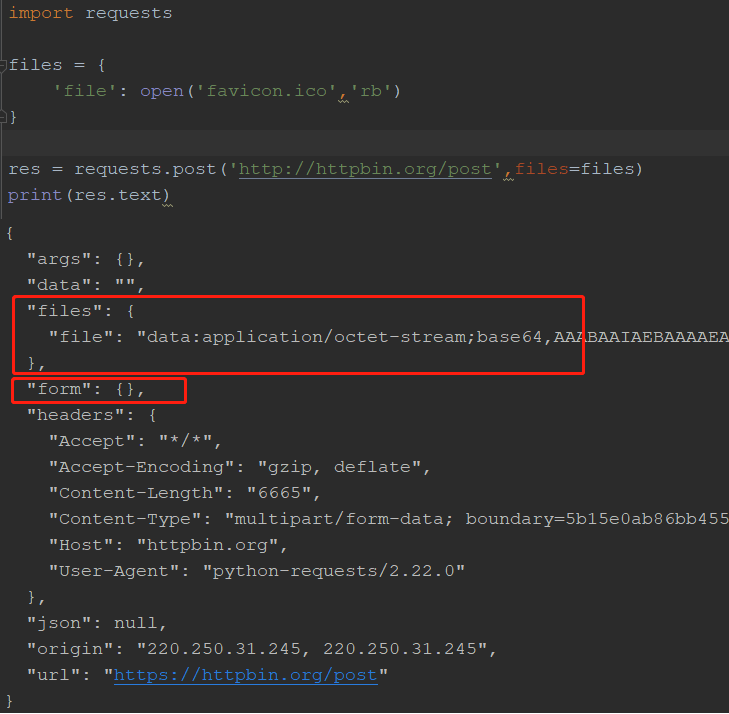 import requests
files = {
    'file': open('favicon.ico','rb')
}
res = requests.post('http://httpbin.org/post',files=files)
print(res.text)
{
  "args": {},
  "data": "",
  "files": {
    "file": "data:application/octet-stream;base64,AAABAAIAEBAAAAEA
  },
  "form": {},
  "headers": {
    "Accept": "*/*",
    "Accept-Encoding": "gzip, deflate",
    "Content-Length": "6665",
    "Content-Type": "multipart/form-data; boundary=5b15e0ab86bb455
    "Host": "httpbin.org",
    "User-Agent": "python-requests/2.22.0"
  },
  "json": null,
  "origin": "220.250.31.245, 220.250.31.245",
  "url": "https://httpbin.org/post"
}